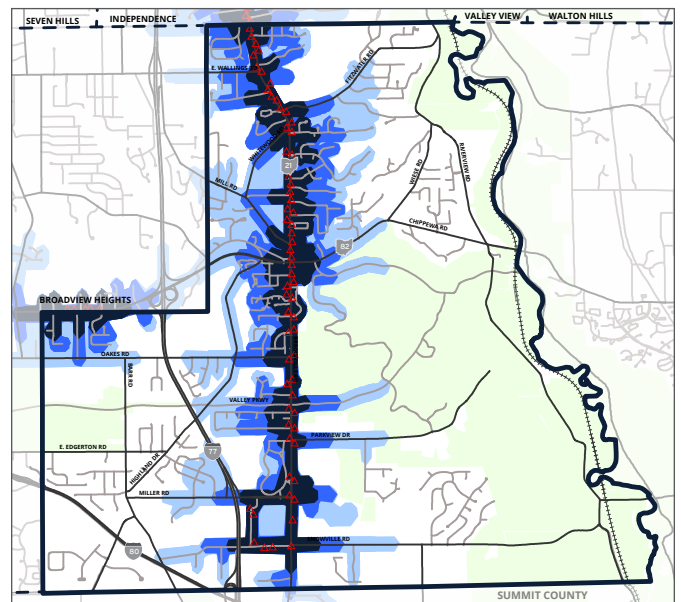 SEVEN HILLS
INDEPENDENCE
VALLEY VIEW
WALTON HILLS
E. WALLINGS RD
FITZWATER RD
21
MILL RD
WIESE RD
RIVERVIEW RD
CHIPPEWA RD
82
BROADVIEW HEIGHTS
OAKES RD
BARR RD
VALLEY PKWY
PARKVIEW DR
E. EDGERTON RD
HIGHLAND DR
77
MILLER RD
SNOWVILLE RD
80
SUMMIT COUNTY